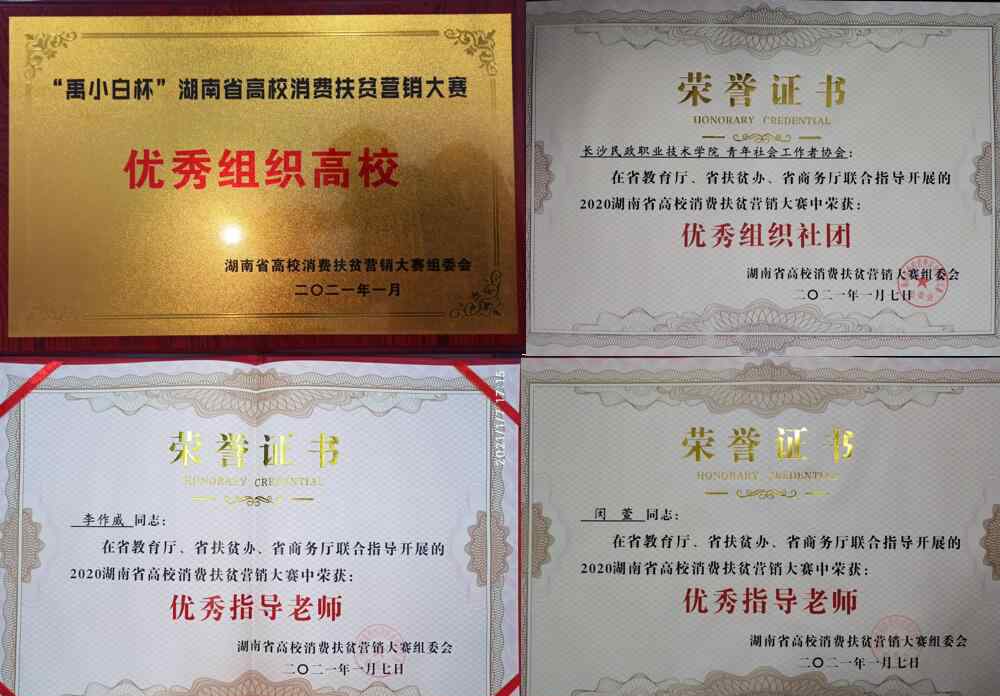 “禹小白杯”湖南省高校消费扶贫营销大赛
优秀组织高校
湖南省高校消费扶贫营销大赛组委会
二〇二一年一月
荣誉证书
HONORARY CREDENTIAL
长沙民政职业技术学院 青年社会工作者协会：
在省教育厅、省扶贫办、省商务厅联合指导开展的
2020湖南省高校消费扶贫营销大赛中荣获：
优秀组织社团
湖南省高校消费扶贫营销大赛组委会
二〇二一年一月七日
荣誉证书
HONORARY CREDENTIAL
李作威 同志：
在省教育厅、省扶贫办、省商务厅联合指导开展的
2020湖南省高校消费扶贫营销大赛中荣获：
优秀指导老师
湖南省高校消费扶贫营销大赛组委会
二〇二一年一月七日
2021/1/7 17:15
荣誉证书
HONORARY CREDENTIAL
闵萱 同志：
在省教育厅、省扶贫办、省商务厅联合指导开展的
2020湖南省高校消费扶贫营销大赛中荣获：
优秀指导老师
湖南省高校消费扶贫营销大赛组委会
二〇二一年一月七日